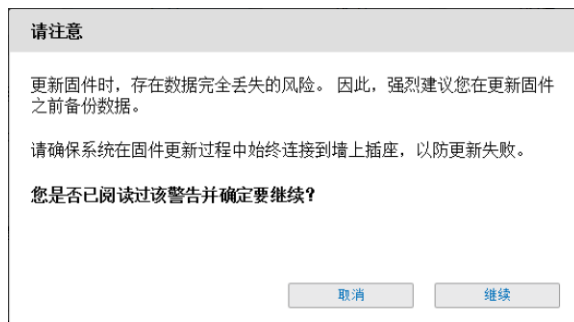 请注意
更新固件时，存在数据完全丢失的风险。 因此，强烈建议您在更新固件
之前备份数据。
请确保系统在固件更新过程中始终连接到墙上插座，以防更新失败。
您是否已阅读过该警告并确定要继续？
取消
继续